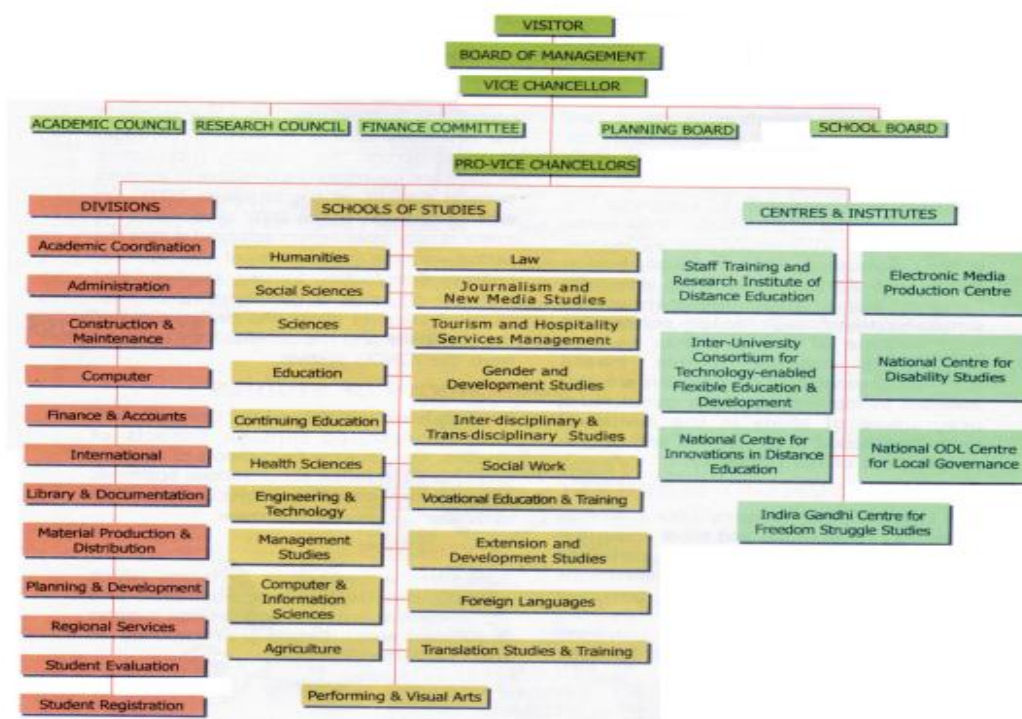 VISITOR
BOARD OF MANAGEMENT
VICE CHANCELLOR
ACADEMIC COUNCIL
RESEARCH COUNCIL
FINANCE COMMITTEE
PLANNING BOARD
SCHOOL BOARD
PRO-VICE CHANCELLORS
DIVISIONS
Academic Coordination
Administration
Construction &
Maintenance
Computer
Finance & Accounts
International
Library & Documentation
Material Production &
Distribution
Planning & Development
Regional Services
Student Evaluation
Student Registration
SCHOOLS OF STUDIES
Humanities
Law
Social Sciences
Journalism and
New Media Studies
Sciences
Tourism and Hospitality
Services Management
Education
Gender and
Development Studies
Continuing Education
Inter-disciplinary &
Trans-disciplinary Studies
Health Sciences
Social Work
Engineering &
Technology
Vocational Education & Training
Management
Studies
Extension and
Development Studies
Computer &
Information
Sciences
Foreign Languages
Agriculture
Translation Studies & Training
Performing & Visual Arts
CENTRES & INSTITUTES
Staff Training and
Research Institute of
Distance Education
Electronic Media
Production Centre
Inter-University
Consortium for
Technology-enabled
Flexible Education &
Development
National Centre for
Disability Studies
National Centre for
Innovations in Distance
Education
National ODL Centre
for Local Governance
Indira Gandhi Centre for
Freedom Struggle Studies